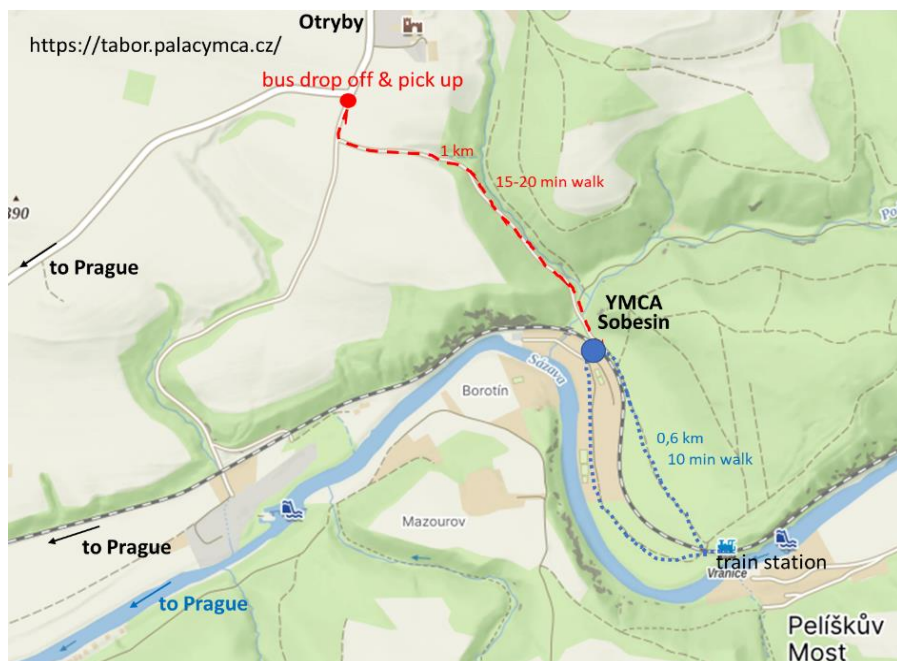 Otryby
https://tabor.palacymca.cz/
bus drop off & pick up
1 km
15-20 min walk
390
to Prague
YMCA
Sobesin
Sázava
Borotín
0,6 km
10 min walk
Mazourov
to Prague
train station
Vranice
to Prague
Pelíškův
Most